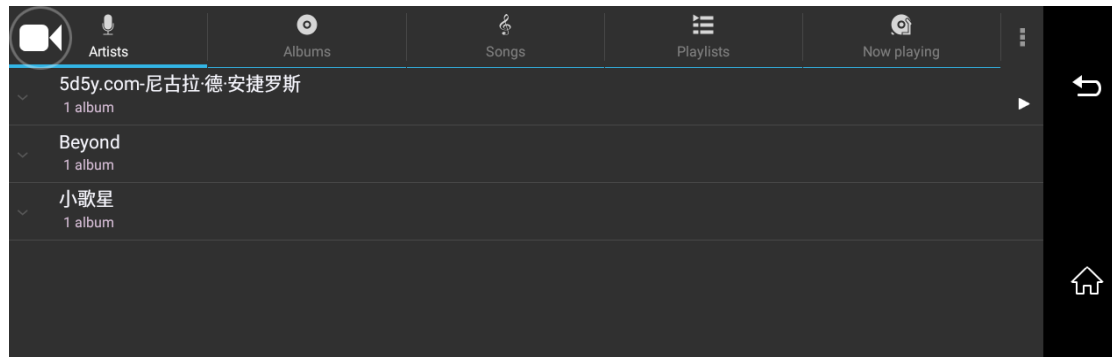 Artists
Albums
Songs
Playlists
Now playing
5d5y.com-尼古拉·德·安捷罗斯
1 album
Beyond
1 album
小歌星
1 album